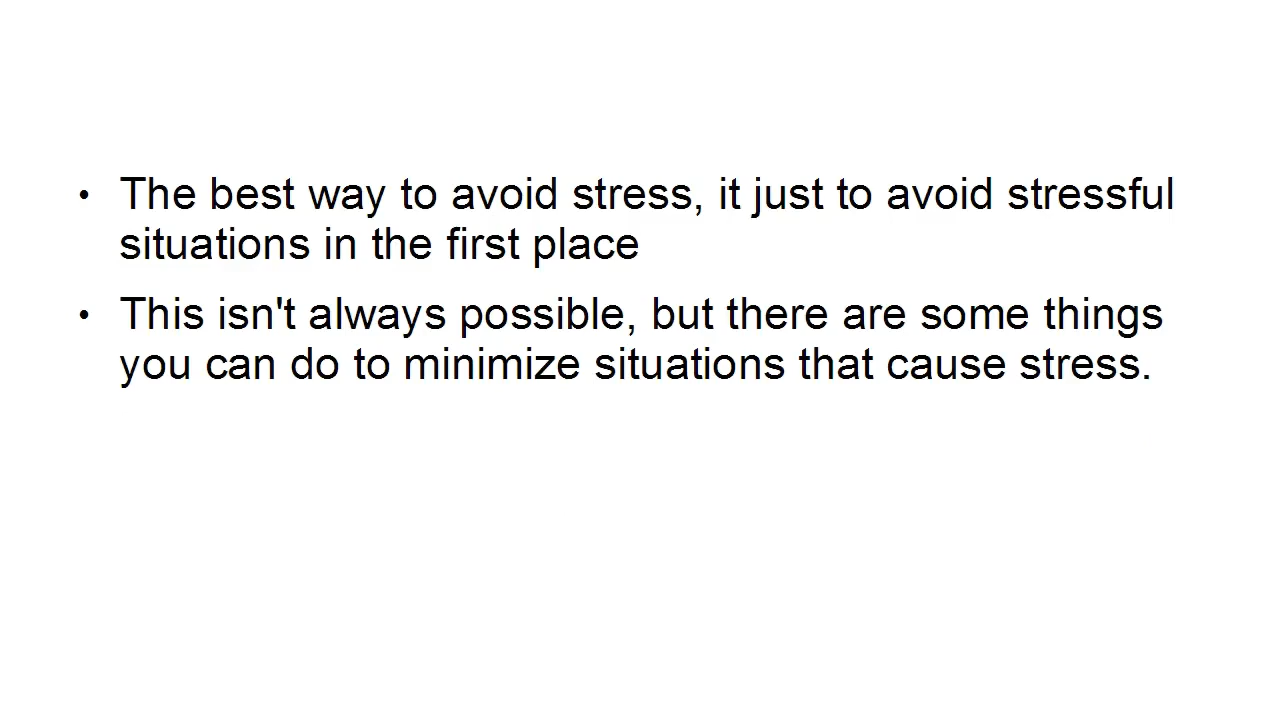 • The best way to avoid stress, it just to avoid stressful
situations in the first place
• This isn't always possible, but there are some things
you can do to minimize situations that cause stress.